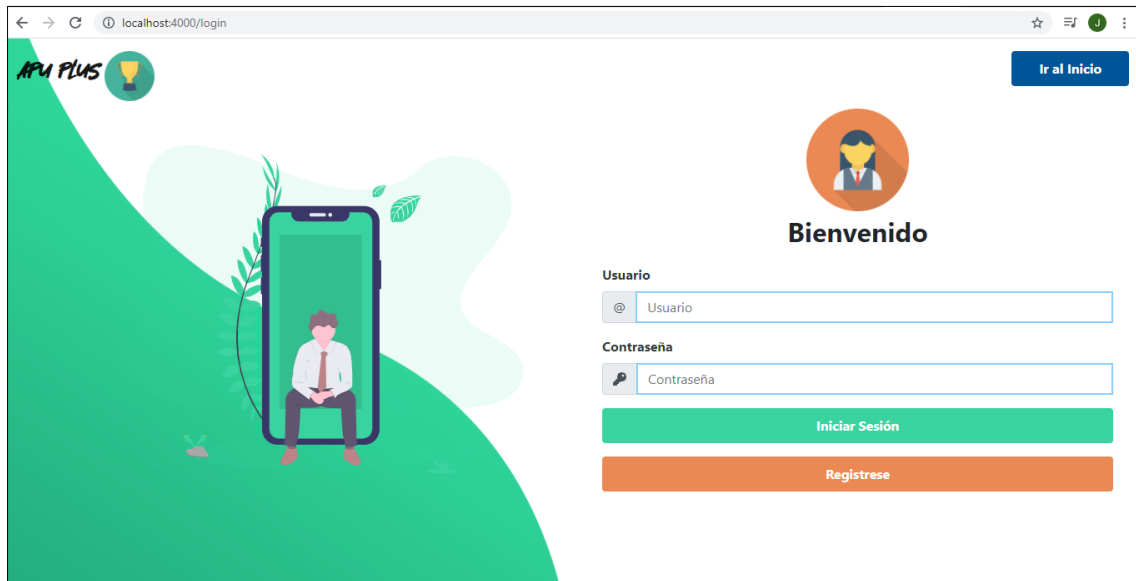 localhost:4000/login
J
APU PLUS
Ir al Inicio
Bienvenido
Usuario
@ Usuario
Contraseña
Contraseña
Iniciar Sesión
Registrese